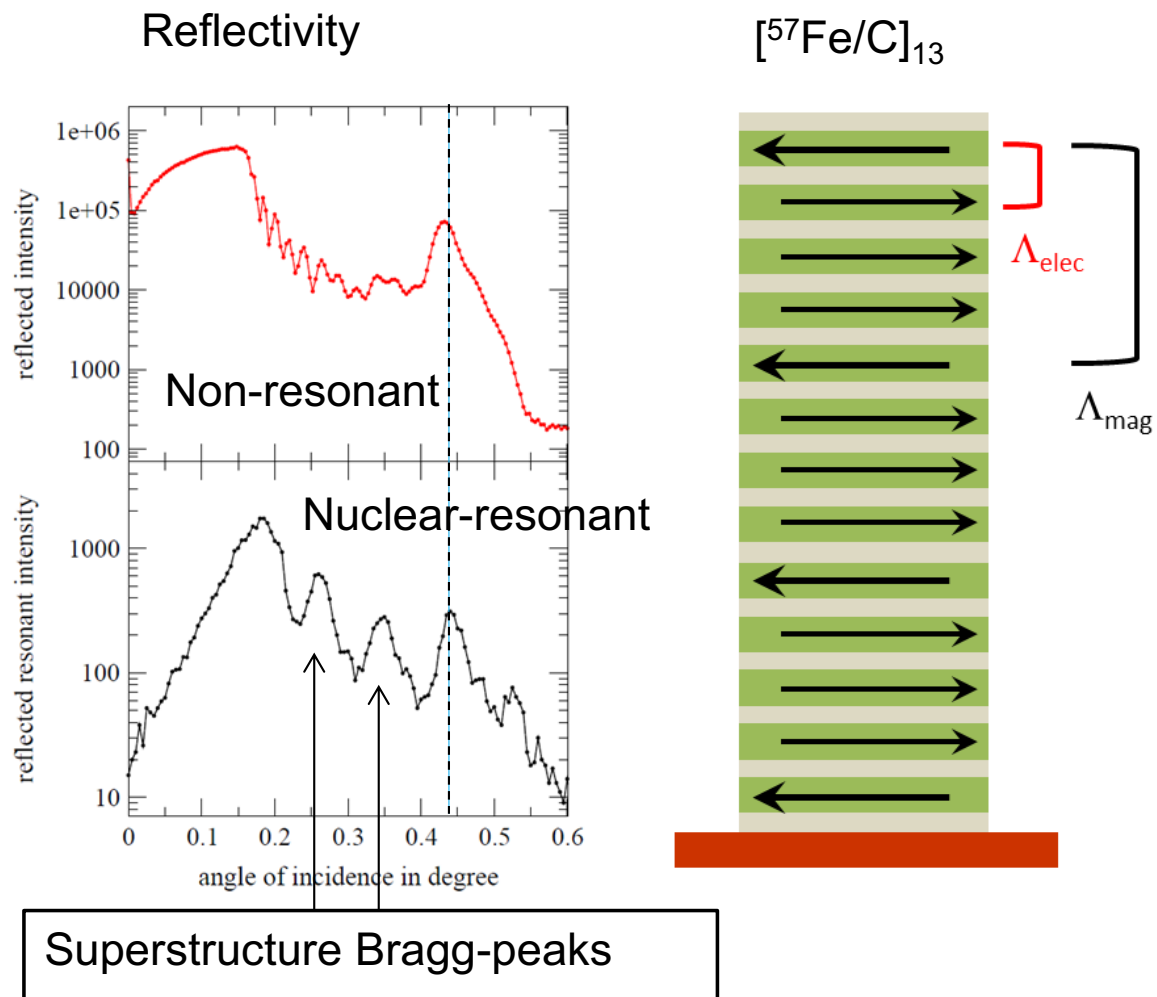 Reflectivity
[⁵⁷Fe/C]₁₃
reflected intensity
1e+06
1e+05
10000
1000
100
Non-resonant
Λelec
Λmag
reflected resonant intensity
1000
100
10
Nuclear-resonant
0 0.1 0.2 0.3 0.4 0.5 0.6
angle of incidence in degree
Superstructure Bragg-peaks